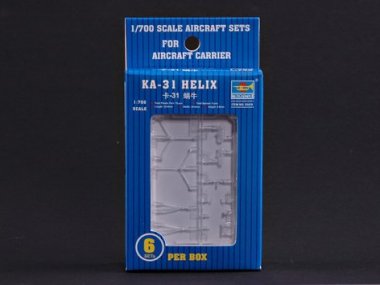 1/700 SCALE AIRCRAFT SETS
FOR
AIRCRAFT CARRIER
KA-31 HELIX
卡-31 蜗牛
1:700
SCALE
6
SETS
PER BOX